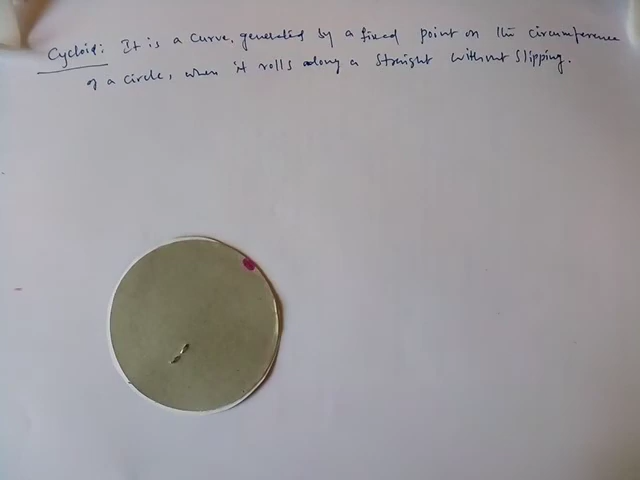 Cycloid: It is a curve, generated by a fixed point on the circumference
of a circle, when it rolls along a straight without slipping.